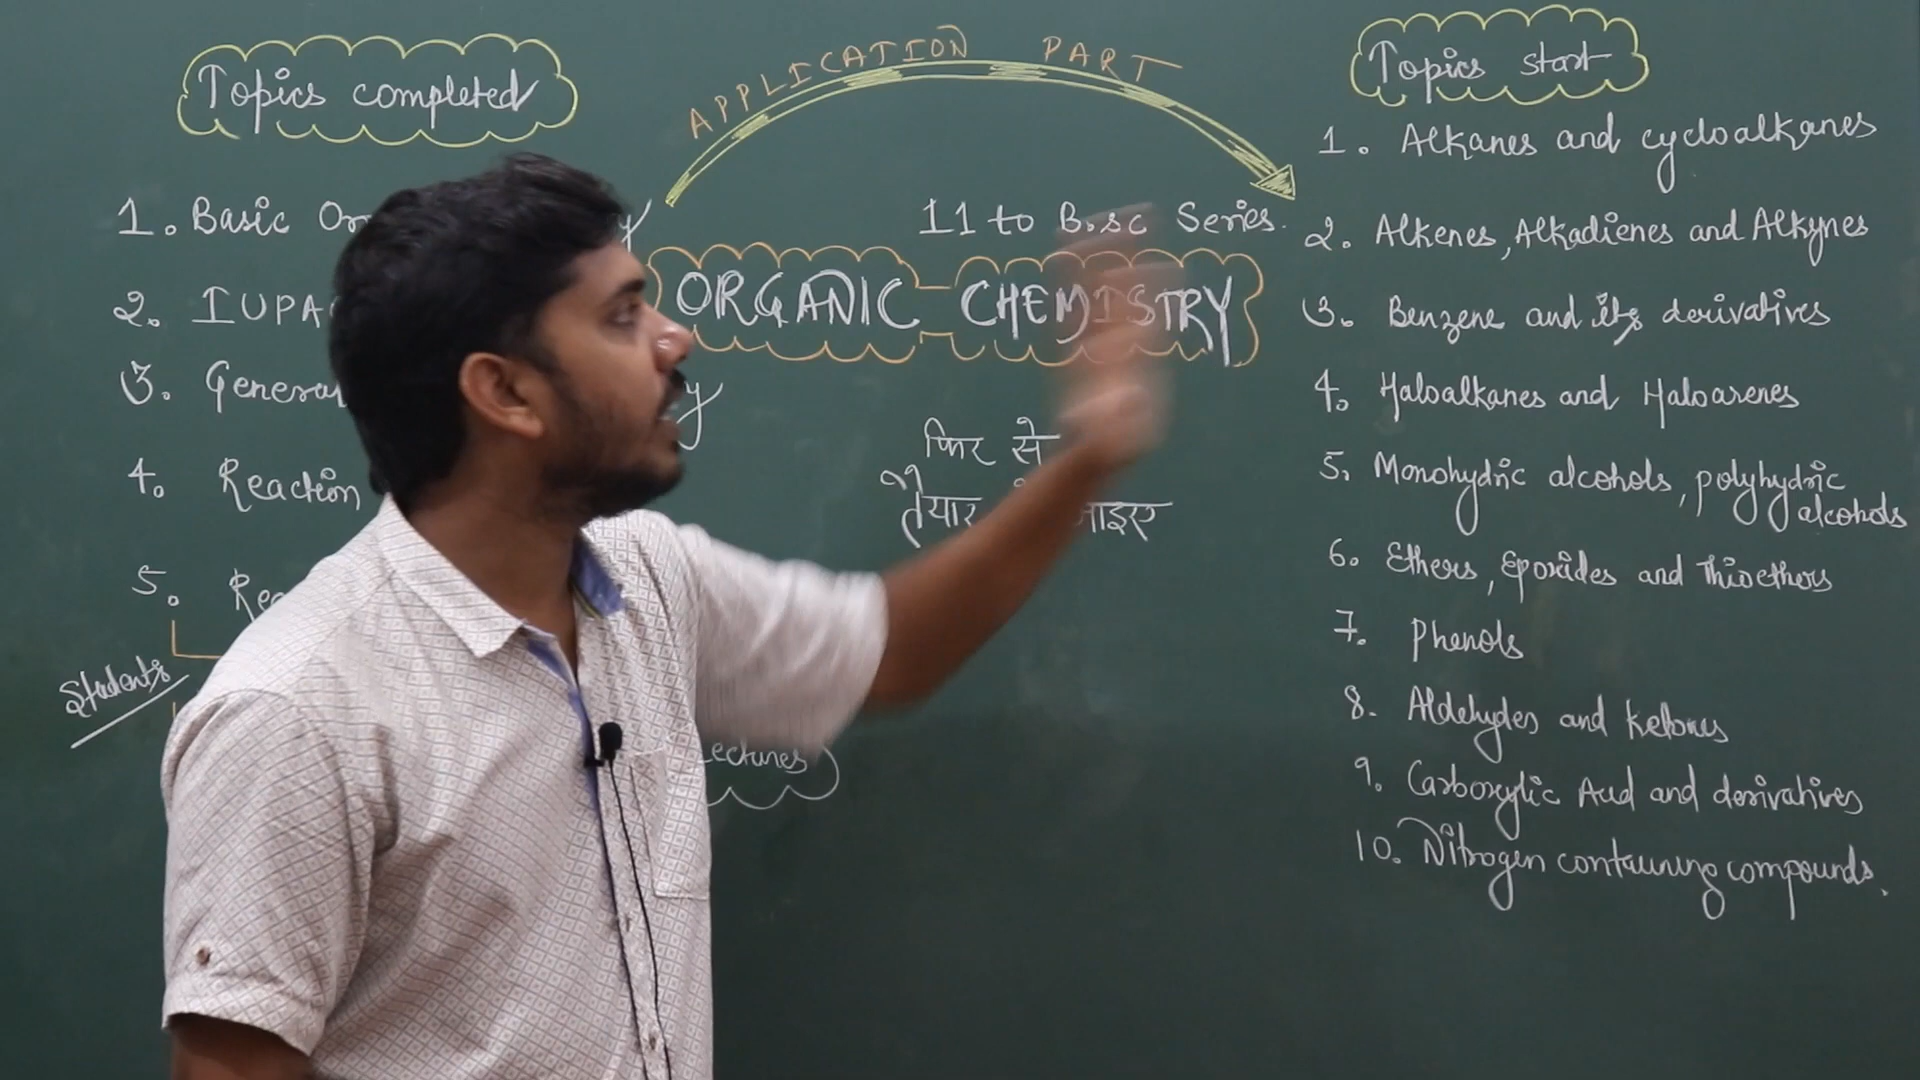 Topics completed
1. Basic
2. IUPA
3. General
4. Reaction
5.
Students
Lectures
APPLICATION PART
11 to B.sc Series.
ORGANIC CHEMISTRY
फिर से
तैयार
Topics start
1. Alkanes and cycloalkanes
2. Alkenes, Alkadienes and Alkynes
3. Benzene and its derivatives
4. Haloalkanes and Haloarenes
5. Monohydric alcohols, polyhydric
alcohols
6. Ethers, Epoxides and Thioethers
7. Phenols
8. Aldehydes and Ketones
9. Carboxylic Acid and derivatives
10. Nitrogen containing compounds.